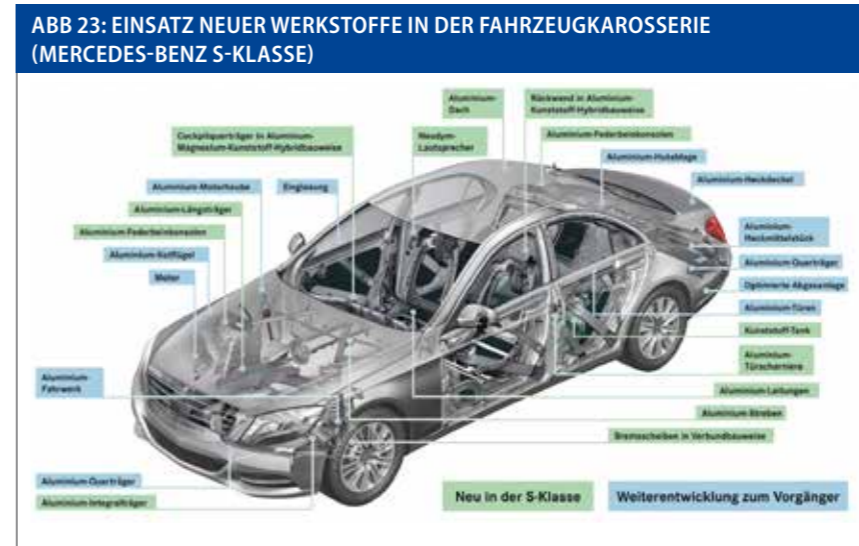 ABB 23: EINSATZ NEUER WERKSTOFFE IN DER FAHRZEUGKAROSSERIE
(MERCEDES-BENZ S-KLASSE)
Aluminium-
Dach
Rückwand in Aluminium-
Kunststoff-Hybridbauweise
Cockpitquerträger in Aluminium-
Magnesium-Kunststoff-Hybridbauweise
Neodym-
Lautsprecher
Aluminium-Federbeinkonsolen
Aluminium-Hutablage
Aluminium-Motorhaube
Einglasung
Aluminium-Heckdeckel
Aluminium-Längsträger
Aluminium-Federbeinkonsolen
Aluminium-
Heckmittelstück
Aluminium-Kotflügel
Aluminium-Querträger
Motor
Optimierte Abgasanlage
Aluminium-Türen
Kunststoff-Tank
Aluminium-
Türscharniere
Aluminium-
Fahrwerk
Aluminium-Leitungen
Aluminium-Streben
Bremsscheiben in Verbundbauweise
Aluminium-Querträger
Aluminium-Integralträger
Neu in der S-Klasse
Weiterentwicklung zum Vorgänger